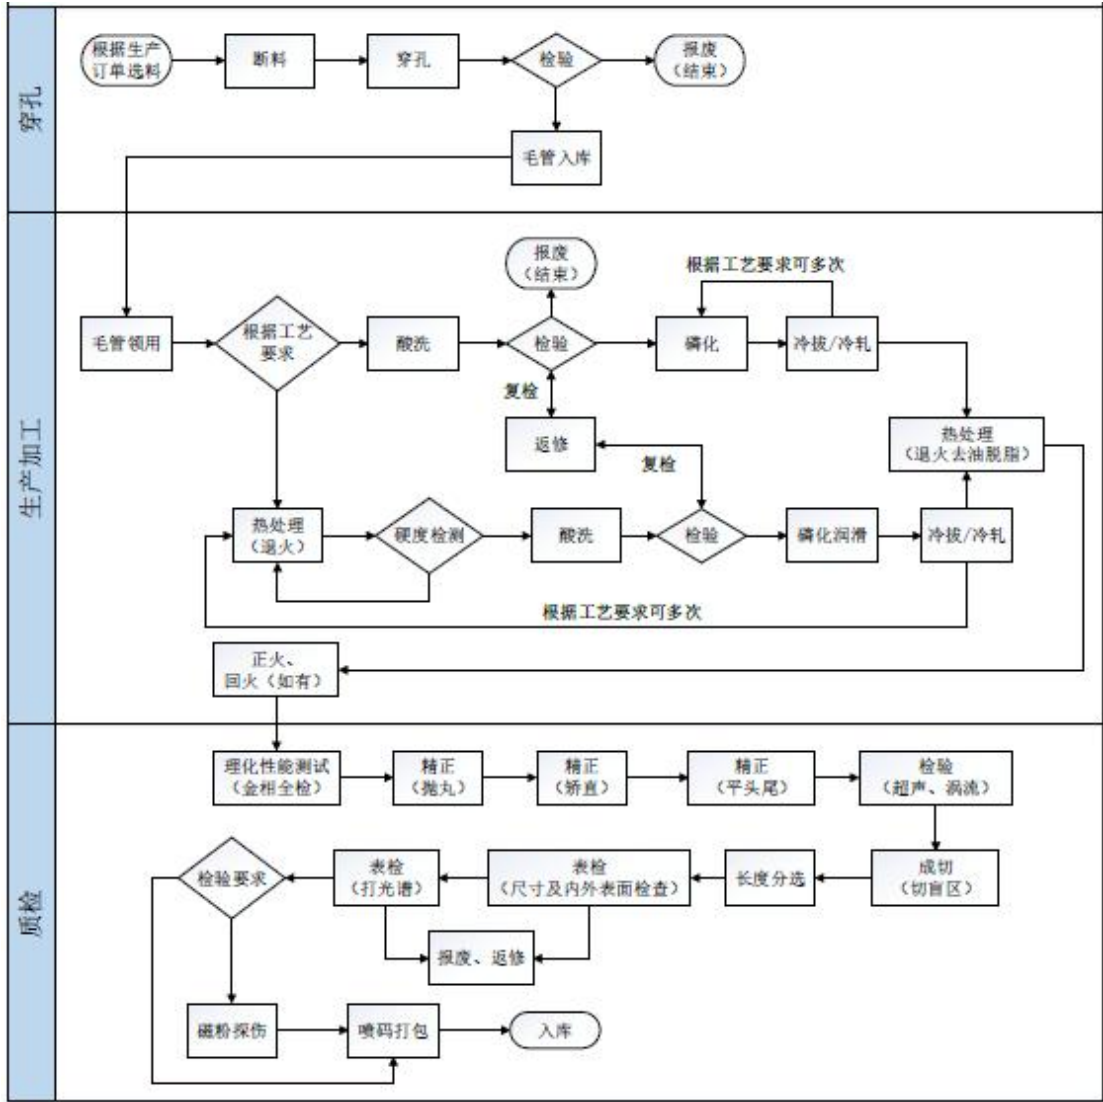 穿孔
根据生产
订单选料
断料
穿孔
检验
报废
（结束）
毛管入库
生产加工
报废
（结束）
根据工艺要求可多次
毛管领用
根据工艺
要求
酸洗
检验
磷化
冷拔/冷轧
复检
返修
复检
热处理
（退火去油脱脂）
热处理
（退火）
硬度检测
酸洗
检验
磷化润滑
冷拔/冷轧
根据工艺要求可多次
正火、
回火（如有）
质检
理化性能测试
（金相全检）
精正
（抛丸）
精正
（矫直）
精正
（平头尾）
检验
（超声、涡流）
检验要求
表检
（打光谱）
表检
（尺寸及内外表面检查）
长度分选
成切
（切盲区）
报废、返修
磁粉探伤
喷码打包
入库